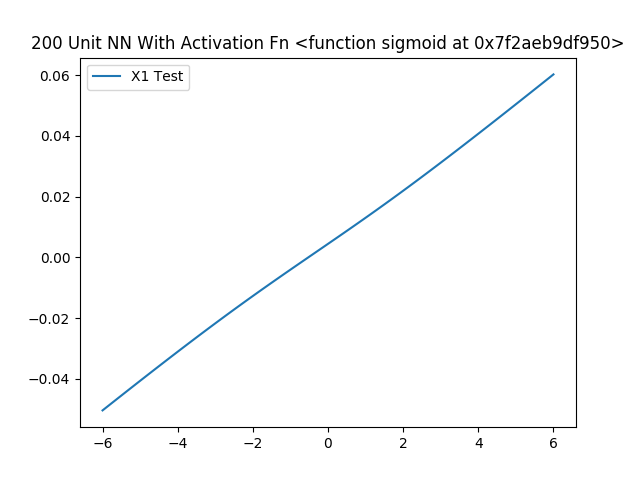 200 Unit NN With Activation Fn <function sigmoid at 0x7f2aeb9df950>
X1 Test
0.06
0.04
0.02
0.00
−0.02
−0.04
−6 −4 −2 0 2 4 6